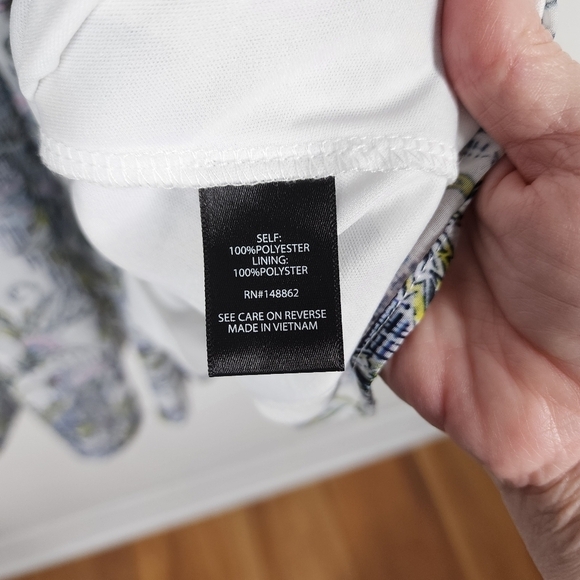 SELF:
100%POLYESTER
LINING:
100%POLYSTER
RN#148862
SEE CARE ON REVERSE
MADE IN VIETNAM